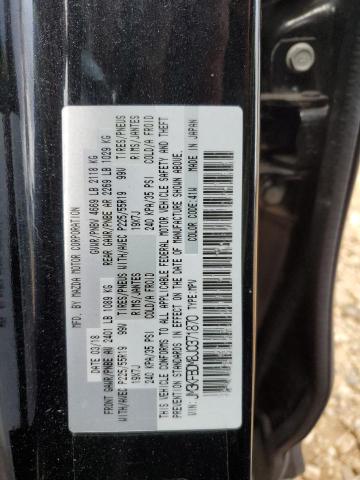 MFD. BY MAZDA MOTOR CORPORATION
DATE 03/18 GVWR/PNBV 4669 LB 2118 KG
FRONT GAWR/PNBE AV 2401 LB 1089 KG REAR GAWR/PNBE AR 2269 LB 1029 KG
WITH/AVEC P225/55R19 99V TIRES/PNEUS WITH/AVEC P225/55R19 99V TIRES/PNEUS
19X7J RIMS/JANTES 19X7J RIMS/JANTES
240 KPA/35 PSI COLD/A FROID 240 KPA/35 PSI COLD/A FROID
THIS VEHICLE CONFORMS TO ALL APPLICABLE FEDERAL MOTOR VEHICLE SAFETY AND THEFT
PREVENTION STANDARDS IN EFFECT ON THE DATE OF MANUFACTURE SHOWN ABOVE.
VIN: JM3KFBDM8J0371870 TYPE: MPV COLOR CODE: 41W MADE IN JAPAN